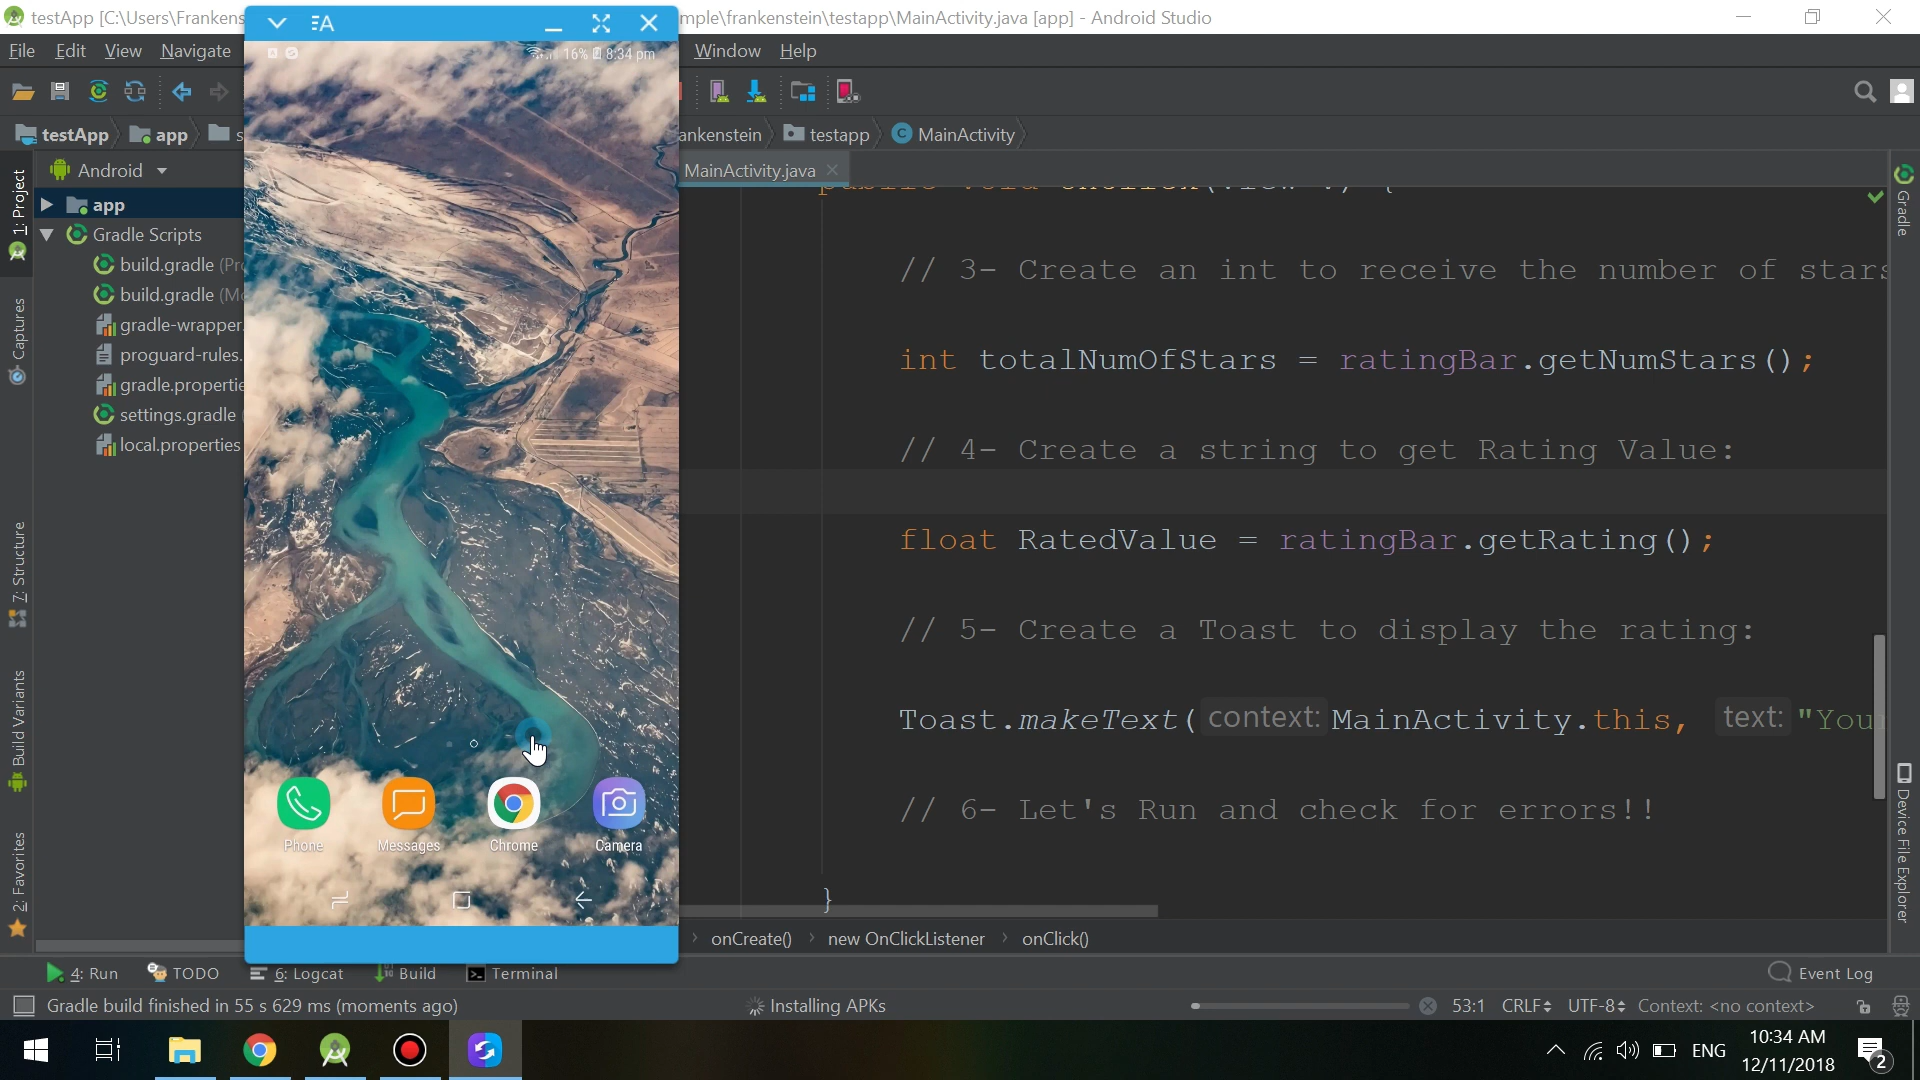 testApp [C:\Users\Frankens
mple\frankenstein\testapp\MainActivity.java [app] - Android Studio
File Edit View Navigate
Window Help
16% 8:34 pm
testApp app s
ankenstein testapp MainActivity
Android
MainActivity.java
1: Project
app
Gradle Scripts
build.gradle (Pro
build.gradle (Mo
gradle-wrapper.
proguard-rules.
gradle.propertie
settings.gradle (
local.properties
Captures
7: Structure
Build Variants
2: Favorites
Gradle
Device File Explorer
// 3- Create an int to receive the number of stars
int totalNumOfStars = ratingBar.getNumStars();
// 4- Create a string to get Rating Value:
float RatedValue = ratingBar.getRating();
// 5- Create a Toast to display the rating:
Toast.makeText( context: MainActivity.this, text: "You
// 6- Let's Run and check for errors!!
}
Phone Messages Chrome Camera
onCreate() new OnClickListener onClick()
4: Run TODO 6: Logcat Build Terminal Event Log
Gradle build finished in 55 s 629 ms (moments ago) Installing APKs 53:1 CRLF UTF-8 Context: <no context>
ENG 10:34 AM
12/11/2018
2